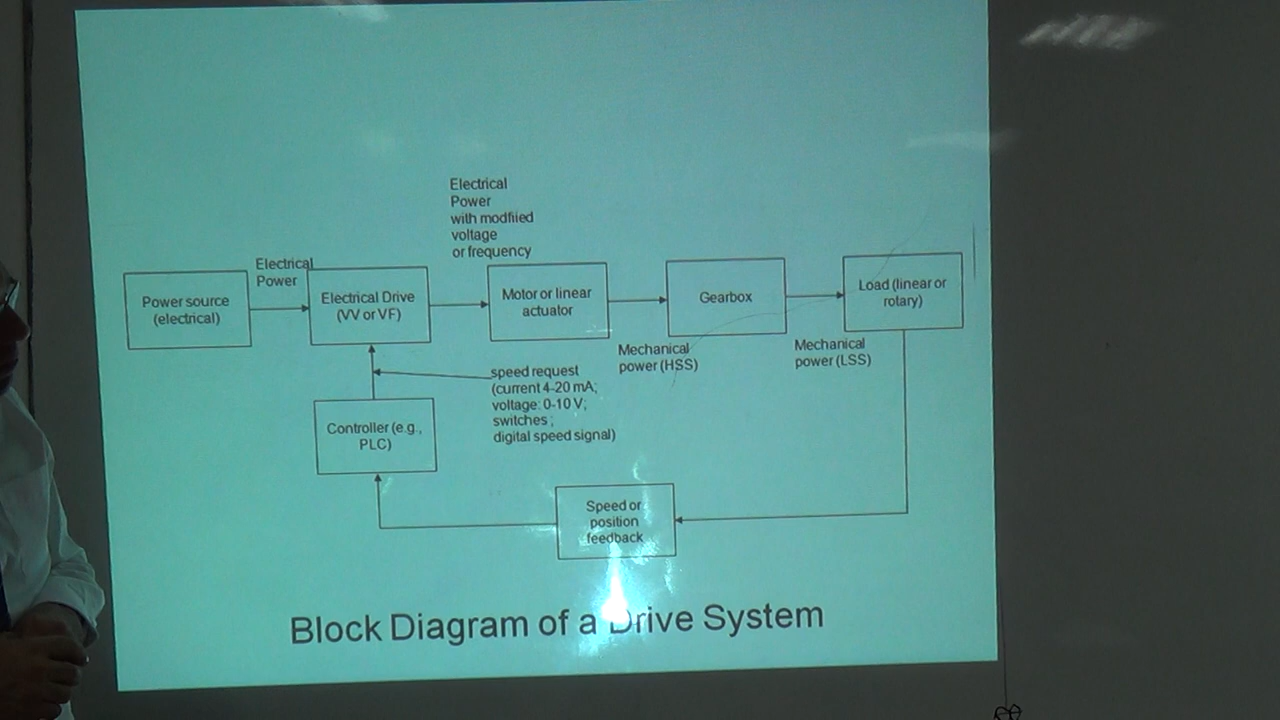 Electrical
Power
with modfiied
voltage
or frequency
Electrical
Power
Power source
(electrical)
Electrical Drive
(VV or VF)
Motor or linear
actuator
Gearbox
Load (linear or
rotary)
Mechanical
power (HSS)
Mechanical
power (LSS)
speed request
(current 4-20 mA;
voltage: 0-10 V;
switches ;
digital speed signal)
Controller (e.g.,
PLC)
Speed or
position
feedback
Block Diagram of a Drive System